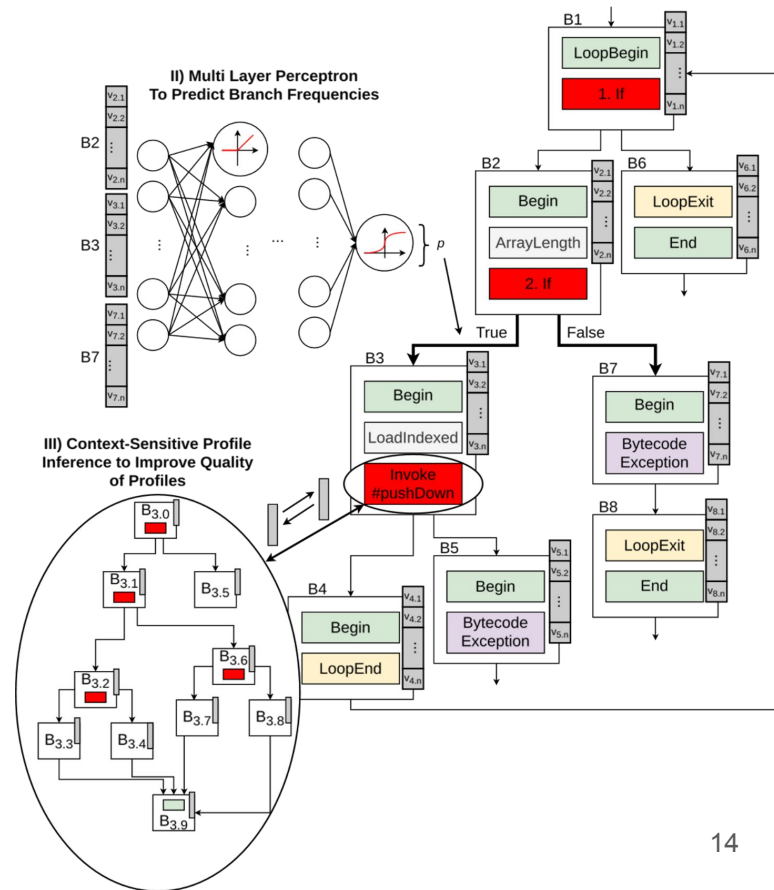 B1
v1.1
v1.2
⋮
v1.n
LoopBegin
1. If
II) Multi Layer Perceptron
To Predict Branch Frequencies
B2
v2.1
v2.2
⋮
v2.n
B3
v3.1
v3.2
⋮
v3.n
B7
v7.1
v7.2
⋮
v7.n
⋮
⋮
...
...
⋮
p
B2
v2.1
v2.2
⋮
v2.n
Begin
ArrayLength
2. If
B6
v6.1
v6.2
⋮
v6.n
LoopExit
End
True
False
B3
v3.1
v3.2
⋮
v3.n
Begin
LoadIndexed
Invoke
#pushDown
B7
v7.1
v7.2
⋮
v7.n
Begin
Bytecode
Exception
B8
v8.1
v8.2
⋮
v8.n
LoopExit
End
III) Context-Sensitive Profile
Inference to Improve Quality
of Profiles
B3.0
B3.1
B3.5
B3.2
B3.6
B3.3
B3.4
B3.7
B3.8
B3.9
B4
v4.1
v4.2
⋮
v4.n
Begin
LoopEnd
B5
v5.1
v5.2
⋮
v5.n
Begin
Bytecode
Exception
14